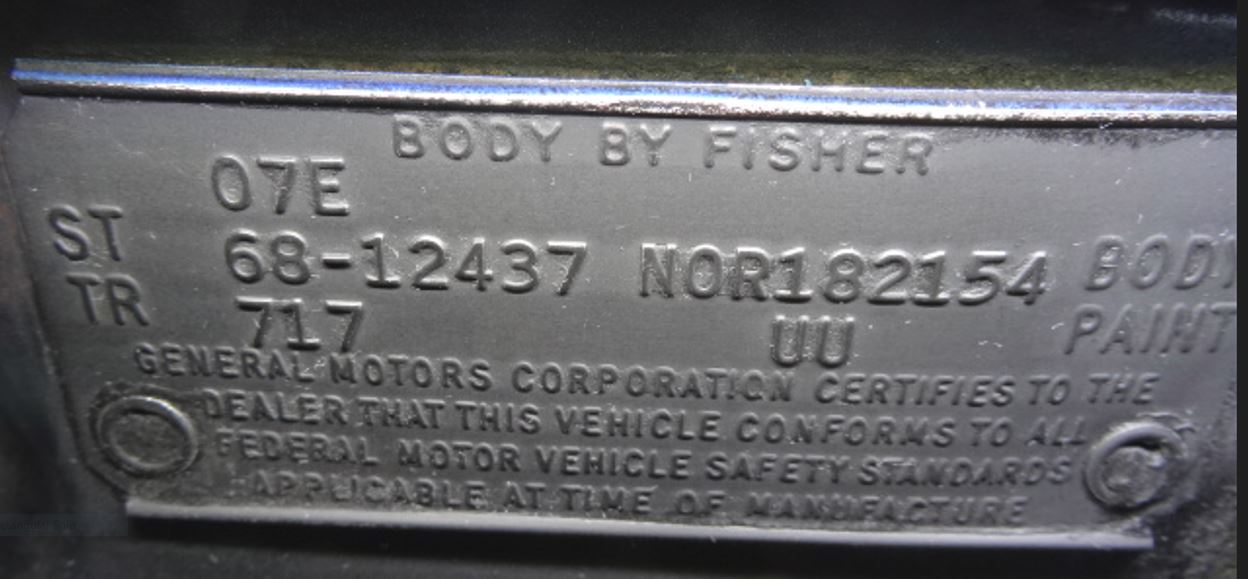 BODY BY FISHER
07E
ST 68-12437 NOR182154 BODY
TR 717 UU PAINT
GENERAL MOTORS CORPORATION CERTIFIES TO THE
DEALER THAT THIS VEHICLE CONFORMS TO ALL
FEDERAL MOTOR VEHICLE SAFETY STANDARDS
APPLICABLE AT TIME OF MANUFACTURE